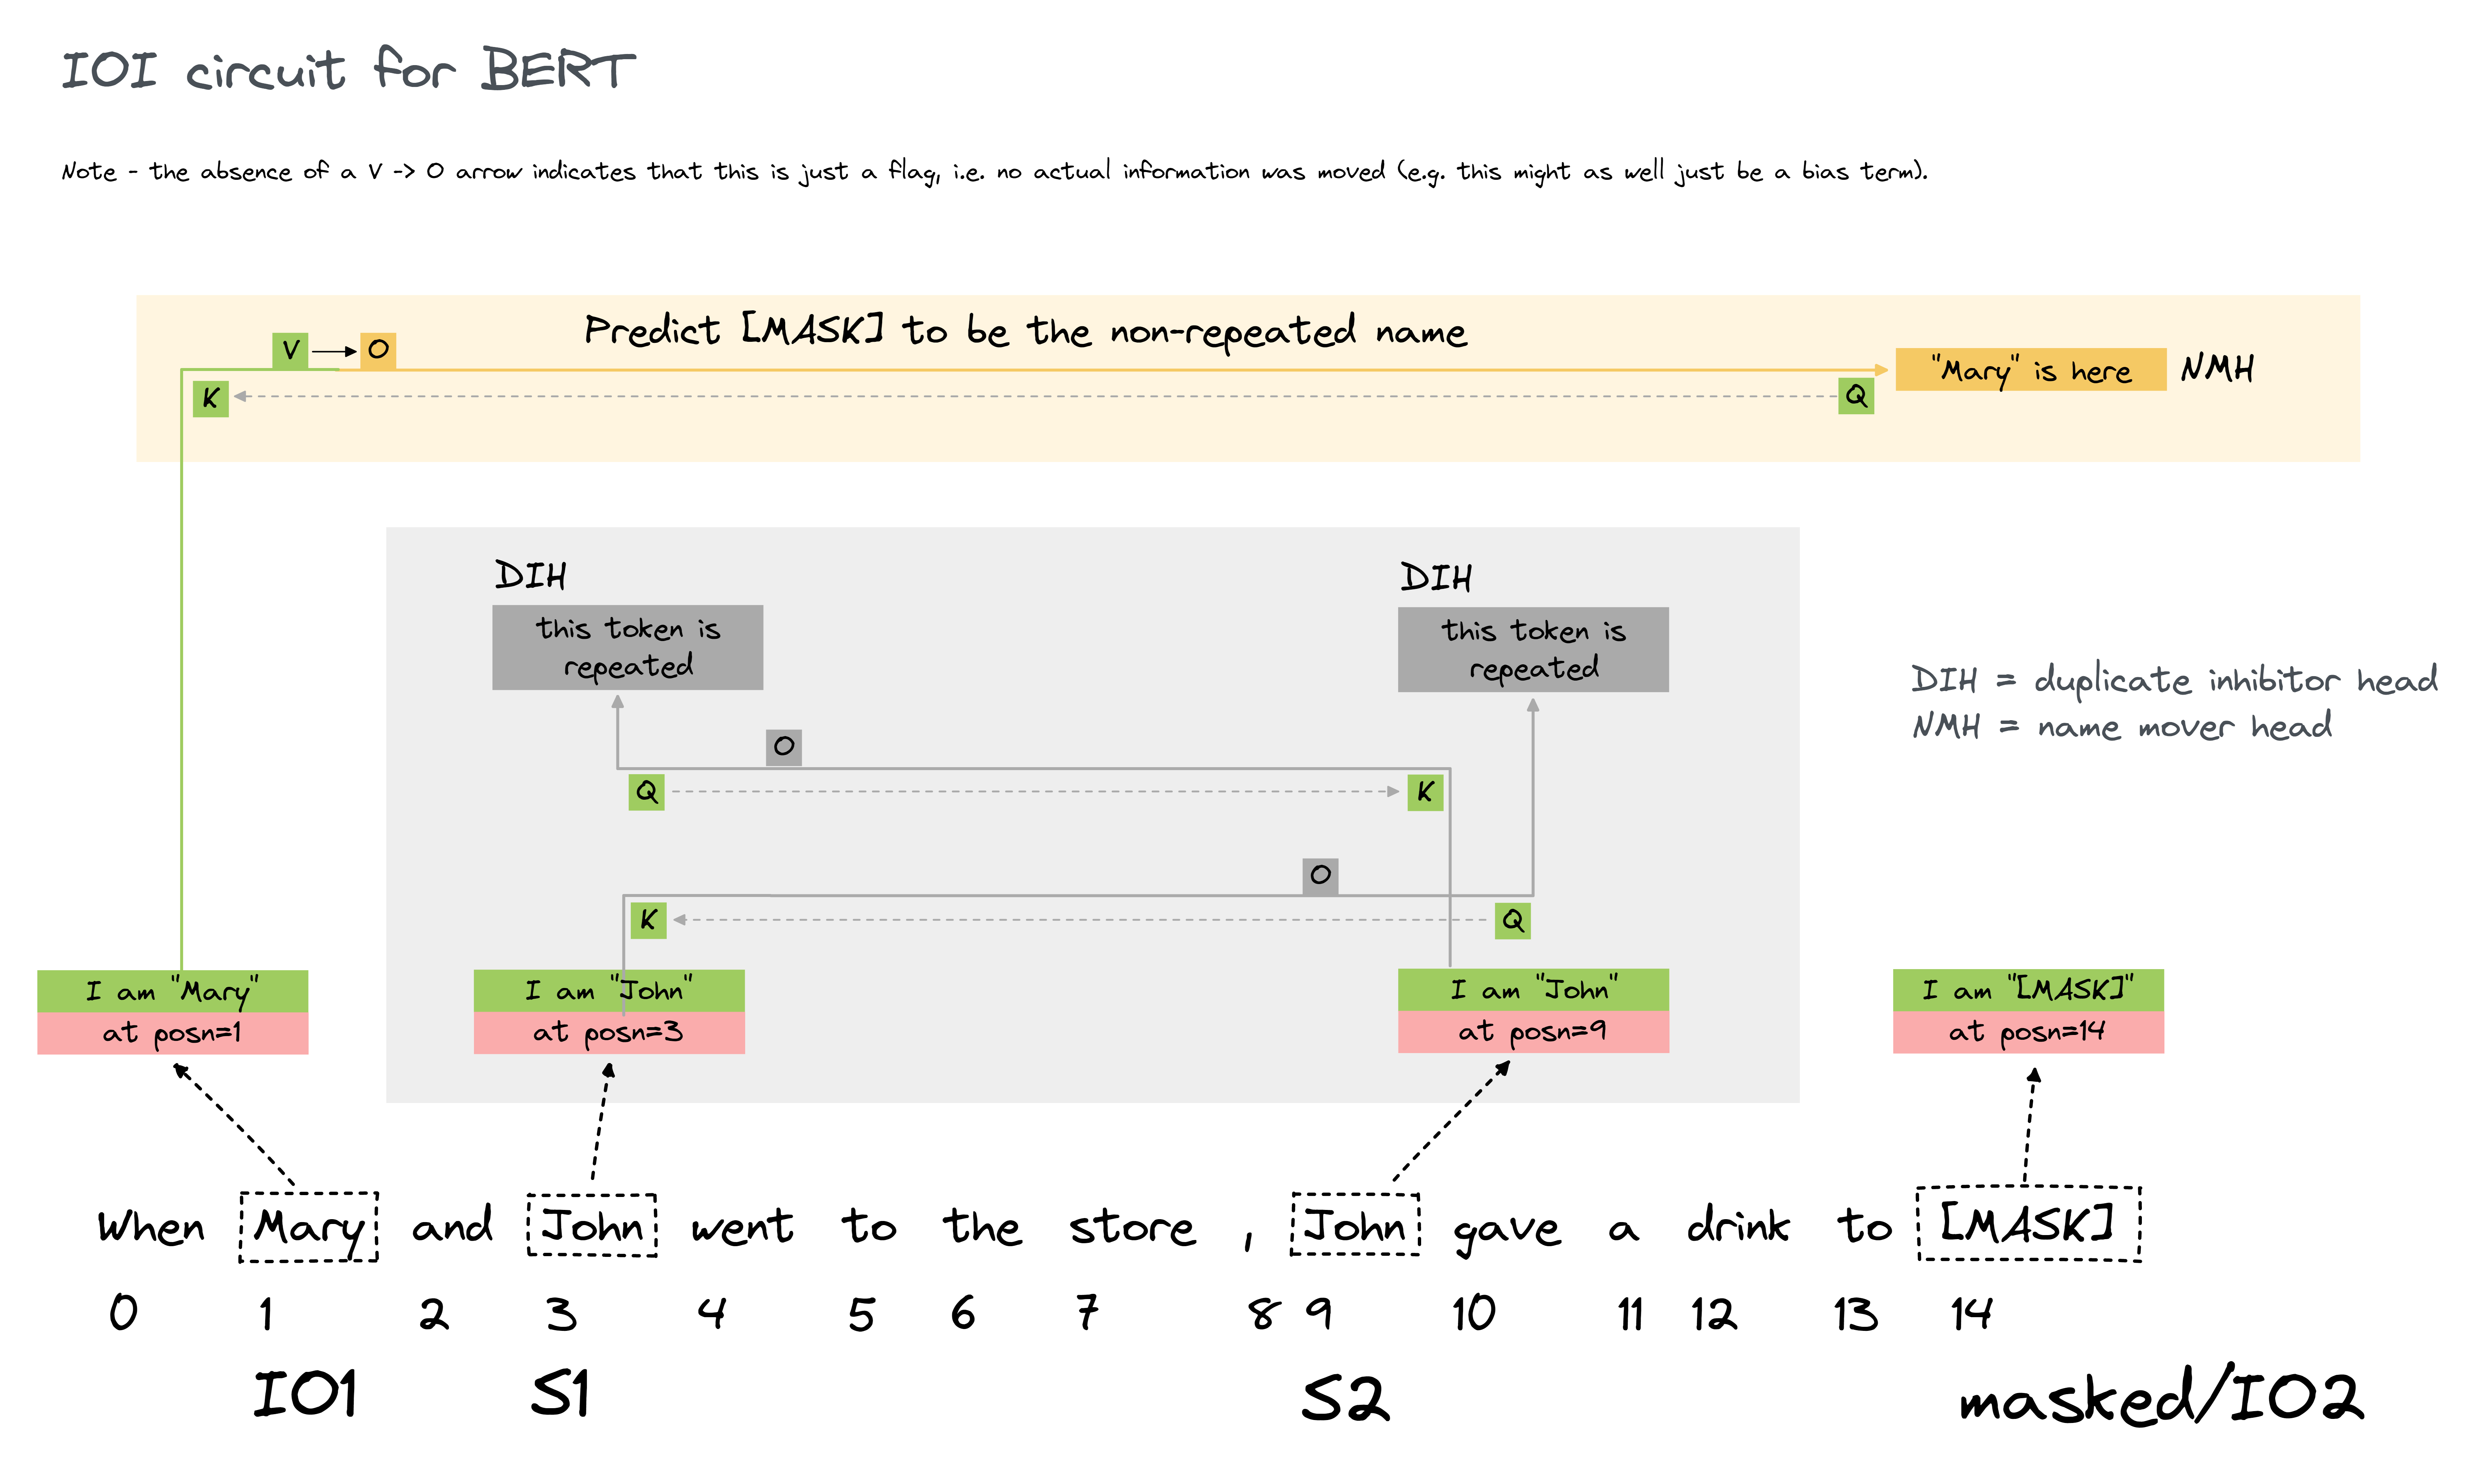 IOI circuit for BERT
Note - the absence of a V -> O arrow indicates that this is just a flag, i.e. no actual information was moved (e.g. this might as well just be a bias term).
Predict [MASK] to be the non-repeated name
V
O
"Mary" is here
NMH
K
Q
DIH
DIH
this token is
repeated
this token is
repeated
DIH = duplicate inhibitor head
NMH = name mover head
O
Q
K
O
K
Q
I am "Mary"
at posn=1
I am "John"
at posn=3
I am "John"
at posn=9
I am "[MASK]"
at posn=14
When Mary and John went to the store , John gave a drink to [MASK]
0 1 2 3 4 5 6 7 8 9 10 11 12 13 14
IO1 S1 S2 masked/IO2